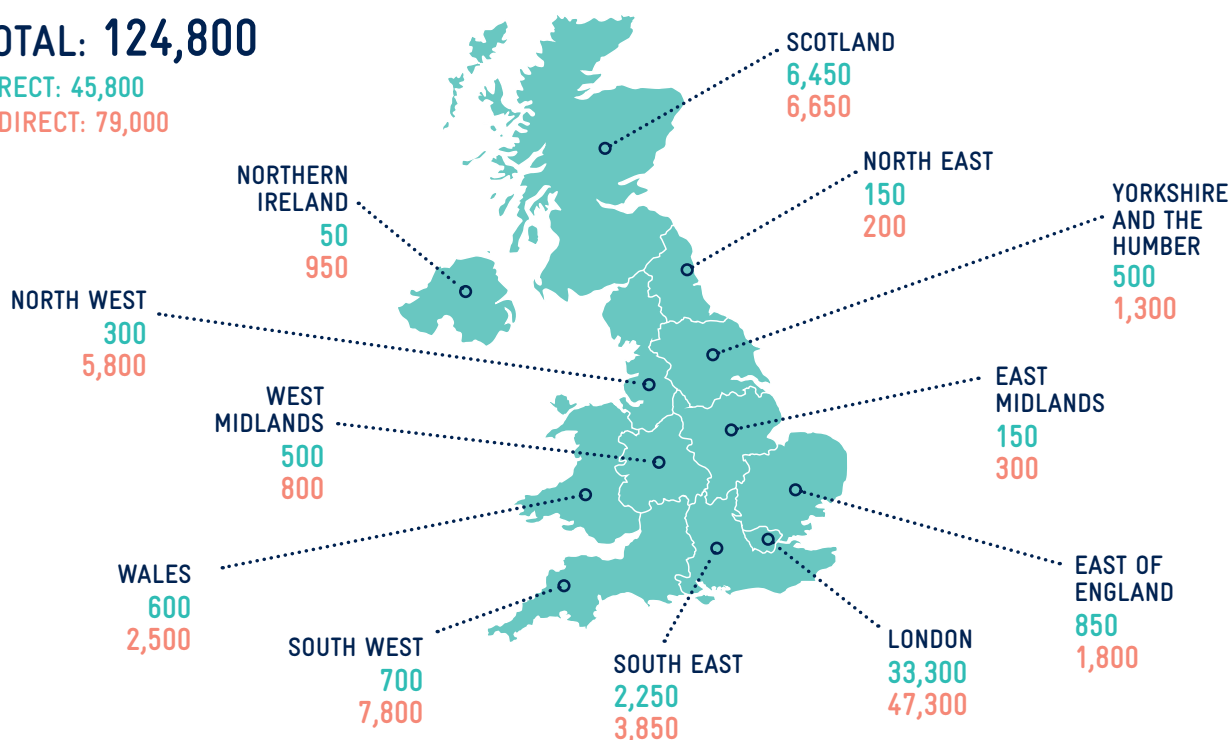 OTAL: 124,800
RECT: 45,800
DIRECT: 79,000
SCOTLAND
6,450
6,650
NORTH EAST
150
200
YORKSHIRE
AND THE
HUMBER
500
1,300
NORTHERN
IRELAND
50
950
NORTH WEST
300
5,800
WEST
MIDLANDS
500
800
EAST
MIDLANDS
150
300
WALES
600
2,500
SOUTH WEST
700
7,800
SOUTH EAST
2,250
3,850
LONDON
33,300
47,300
EAST OF
ENGLAND
850
1,800